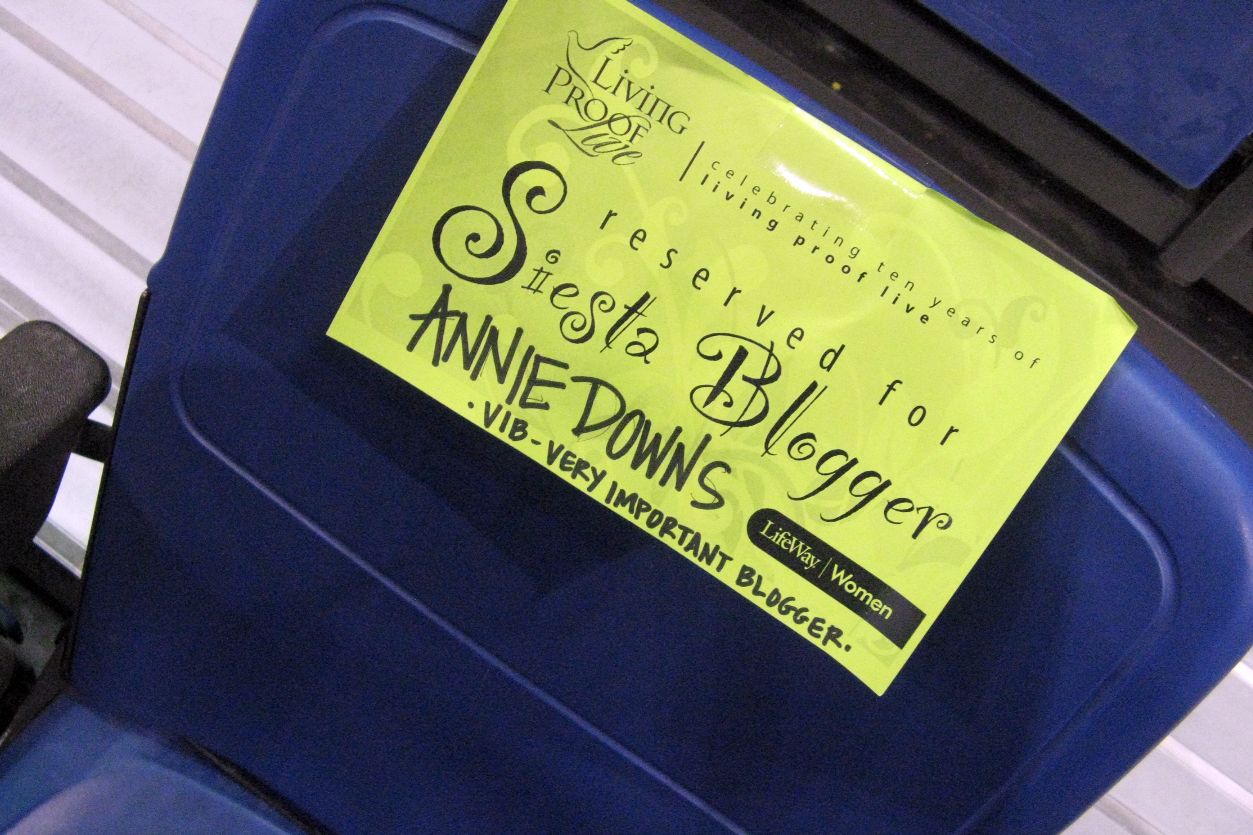 Living
Proof
Live
celebrating ten years of
living proof live
reserved for
Siesta Blogger
ANNIE DOWNS
• VIB - VERY IMPORTANT BLOGGER.
LifeWay | Women